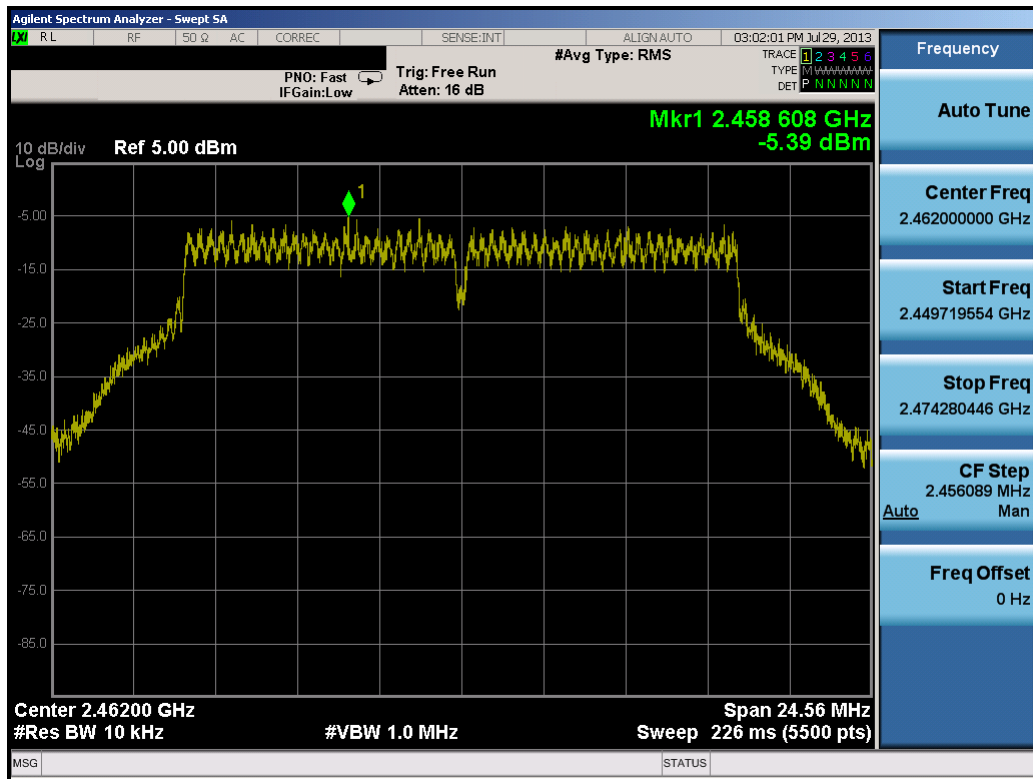 Agilent Spectrum Analyzer - Swept SA
LXI RL RF 50 Ω AC CORREC SENSE:INT ALIGN AUTO 03:02:01 PM Jul 29, 2013
PNO: Fast
IFGain:Low
Trig: Free Run
Atten: 16 dB
#Avg Type: RMS
TRACE 1 2 3 4 5 6
TYPE M WWWWW
DET P N N N N N
Mkr1 2.458 608 GHz
-5.39 dBm
10 dB/div Ref 5.00 dBm
Log
1
-5.00
-15.0
-25.0
-35.0
-45.0
-55.0
-65.0
-75.0
-85.0
Center 2.46200 GHz Span 24.56 MHz
#Res BW 10 kHz #VBW 1.0 MHz Sweep 226 ms (5500 pts)
MSG STATUS
Frequency
Auto Tune
Center Freq
2.462000000 GHz
Start Freq
2.449719554 GHz
Stop Freq
2.474280446 GHz
CF Step
2.456089 MHz
Auto Man
Freq Offset
0 Hz